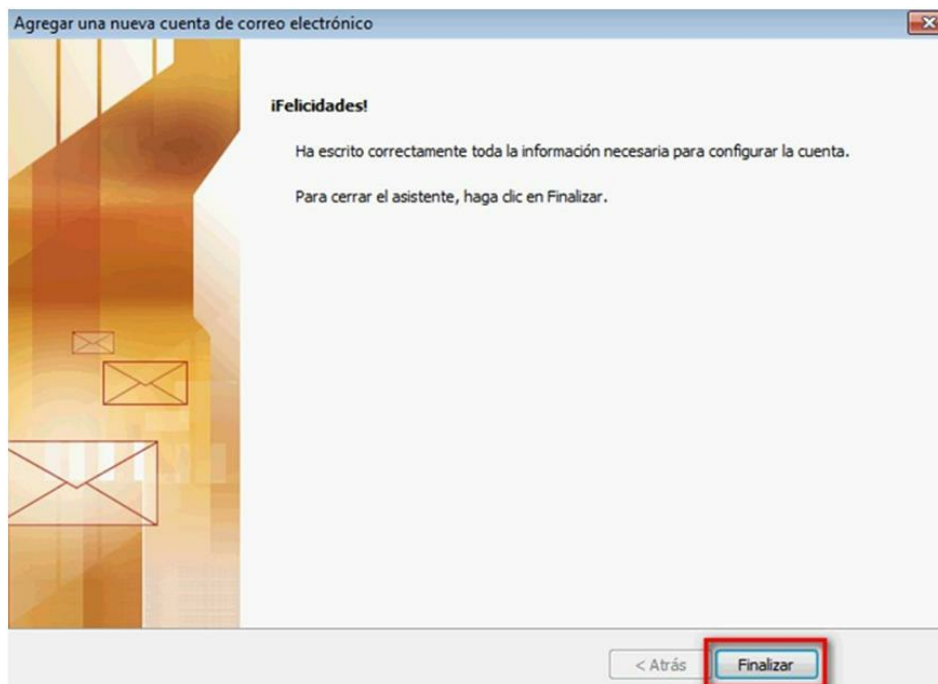 Agregar una nueva cuenta de correo electrónico
¡Felicidades!
Ha escrito correctamente toda la información necesaria para configurar la cuenta.
Para cerrar el asistente, haga clic en Finalizar.
< Atrás
Finalizar